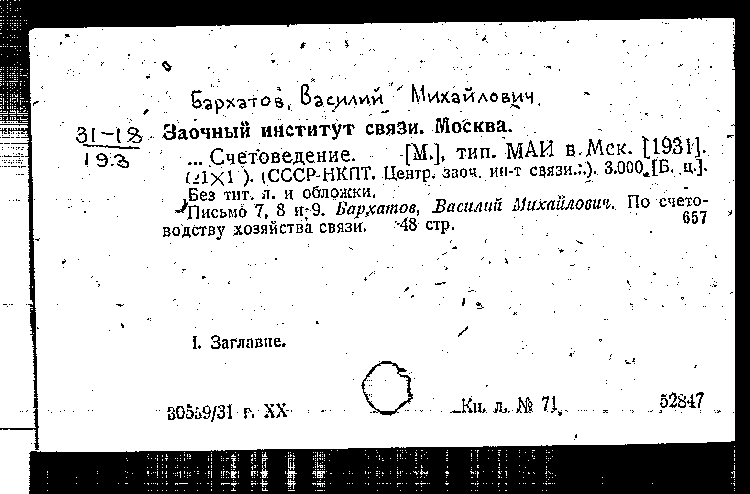 Бархатов, Василий Михайлович.
31-18
193
Заочный институт связи. Москва.
... Счетоведение. [М.], тип. МАИ в Мск. [1931].
(21×1 ). (СССР-НКПТ. Центр. заоч. ин-т связи...). 3.000. [Б. ц.].
Без тит. л. и обложки.
Письмо 7, 8 и 9. Бархатов, Василий Михайлович. По счето-
водству хозяйства связи. 48 стр. 657
I. Заглавие.
/31 г. XX Кн. л. № 71. 52847